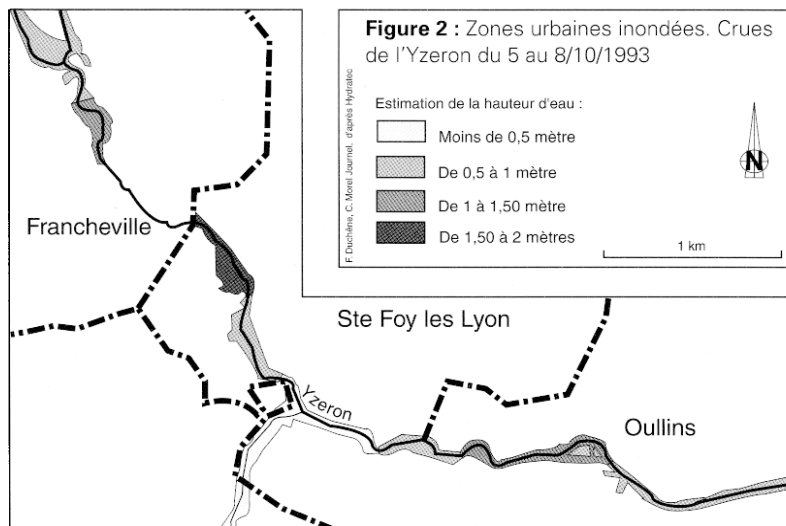 Figure 2 : Zones urbaines inondées. Crues
de l'Yzeron du 5 au 8/10/1993
Estimation de la hauteur d'eau :
Moins de 0,5 mètre
De 0,5 à 1 mètre
De 1 à 1,50 mètre
De 1,50 à 2 mètres
F. Duchêne, C. Morel Journel, d'après Hydratec
N
1 km
Francheville
Ste Foy les Lyon
Yzeron
Oullins